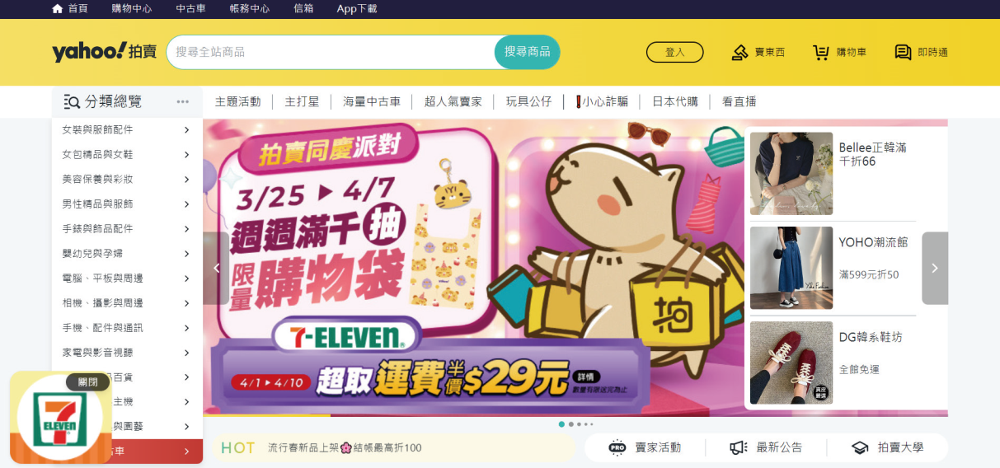 首頁 購物中心 中古車 帳務中心 信箱 App下載
yahoo!拍賣 搜尋全站商品 搜尋商品 登入 賣東西 購物車 即時通
分類總覽 主題活動 主打星 海量中古車 超人氣賣家 玩具公仔 ❗小心詐騙 日本代購 看直播
女裝與服飾配件
女包精品與女鞋
美容保養與彩妝
男性精品與服飾
手錶與飾品配件
嬰幼兒與孕婦
電腦、平板與周邊
相機、攝影與周邊
手機、配件與通訊
家電與影音視聽
百貨
主機
與園藝
車
關閉
7
ELEVEN
拍賣同慶派對
3/25 ▶ 4/7
週週滿千抽
限量購物袋
拍
7-ELEVEn
4/1 ▶ 4/10 超取運費半價$29元 詳情
數量有限送完為止
Bellee正韓滿
千折66
YOHO潮流館
滿599元折50
DG韓系鞋坊
全館免運
真皮
嚴選
HOT 流行春新品上架🌸結帳最高折100
PRO 賣家活動 最新公告 拍賣大學